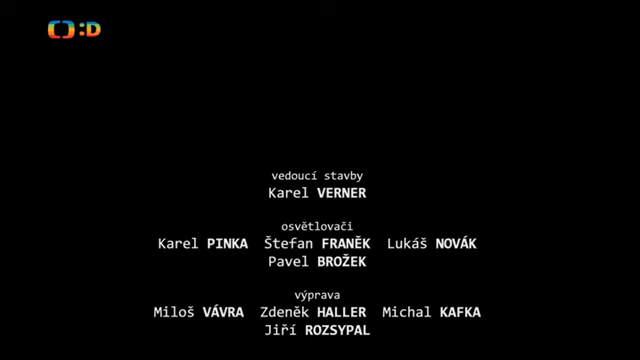 :D
vedoucí stavby
Karel VERNER
osvětlovači
Karel PINKA Štefan FRANĚK Lukáš NOVÁK
Pavel BROŽEK
výprava
Miloš VÁVRA Zdeněk HALLER Michal KAFKA
Jiří ROZSYPAL